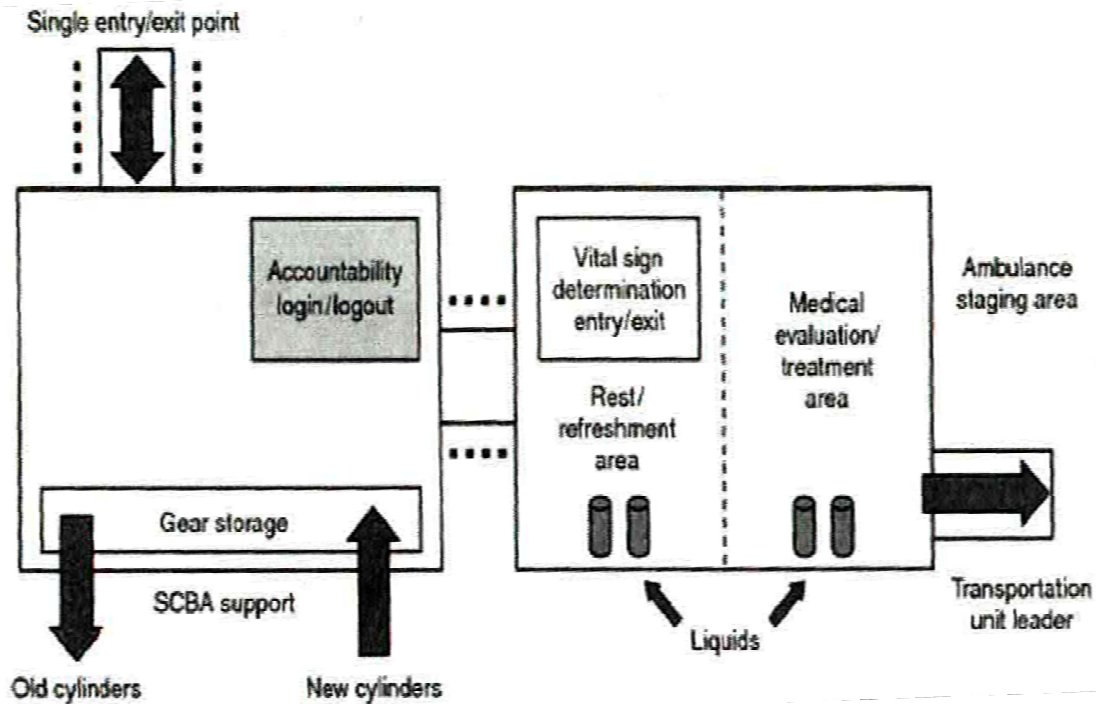 Single entry/exit point
Accountability
login/logout
Vital sign
determination
entry/exit
Rest/
refreshment
area
Medical
evaluation/
treatment
area
Ambulance
staging area
Gear storage
SCBA support
Transportation
unit leader
Liquids
Old cylinders
New cylinders